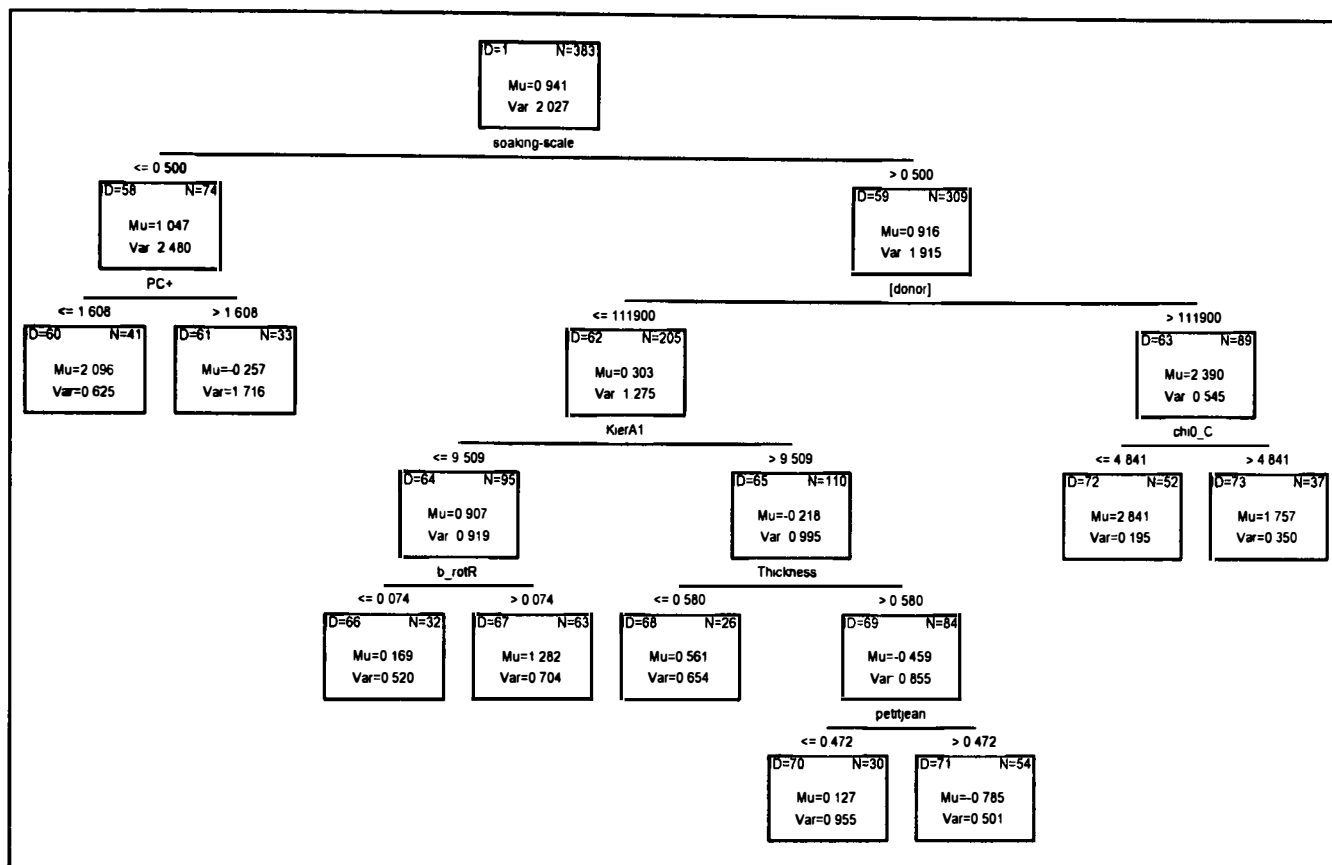 D=1 N=383
Mu=0 941
Var 2 027
soaking-scale
<= 0 500 > 0 500
D=58 N=74 D=59 N=309
Mu=1 047 Mu=0 916
Var 2 480 Var 1 915
PC+ [donor]
<= 1 608 > 1 608 <= 111900 > 111900
D=60 N=41 D=61 N=33 D=62 N=205 D=63 N=89
Mu=2 096 Mu=-0 257 Mu=0 303 Mu=2 390
Var=0 625 Var=1 716 Var 1 275 Var 0 545
KierA1 chi0_C
<= 9 509 > 9 509 <= 4 841 > 4 841
D=64 N=95 D=65 N=110 D=72 N=52 D=73 N=37
Mu=0 907 Mu=-0 218 Mu=2 841 Mu=1 757
Var 0 919 Var 0 995 Var=0 195 Var=0 350
b_rotR Thickness
<= 0 074 > 0 074 <= 0 580 > 0 580
D=66 N=32 D=67 N=63 D=68 N=26 D=69 N=84
Mu=0 169 Mu=1 282 Mu=0 561 Mu=-0 459
Var=0 520 Var=0 704 Var=0 654 Var 0 855
petitjean
<= 0 472 > 0 472
D=70 N=30 D=71 N=54
Mu=0 127 Mu=-0 785
Var=0 955 Var=0 501